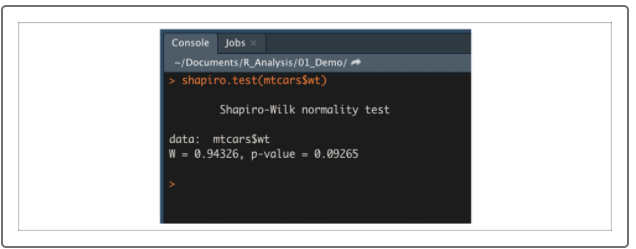 Console Jobs ×
~/Documents/R_Analysis/01_Demo/
> shapiro.test(mtcars$wt)
Shapiro-Wilk normality test
data: mtcars$wt
W = 0.94326, p-value = 0.09265
>